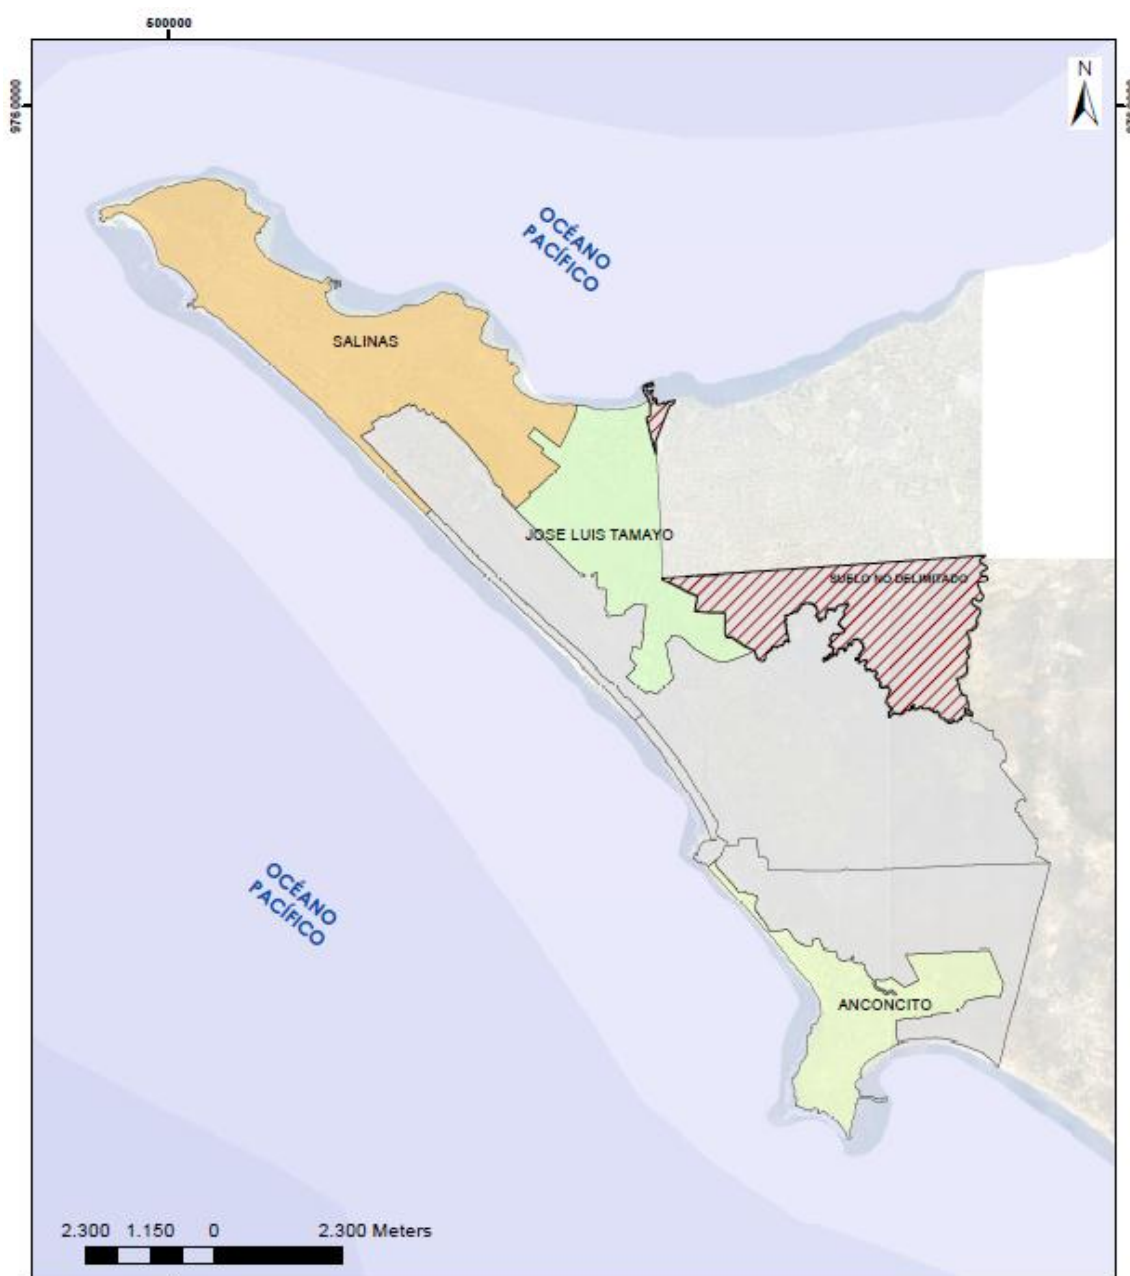 500000
9760000
N
OCÉANO
PACÍFICO
SALINAS
JOSE LUIS TAMAYO
SUELO NO DELIMITADO
OCÉANO
PACÍFICO
ANCONCITO
2.300 1.150 0 2.300 Meters